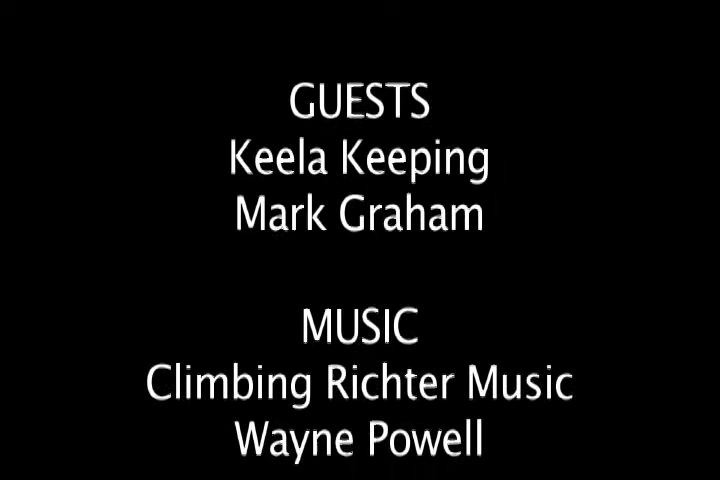 GUESTS
Keela Keeping
Mark Graham
MUSIC
Climbing Richter Music
Wayne Powell